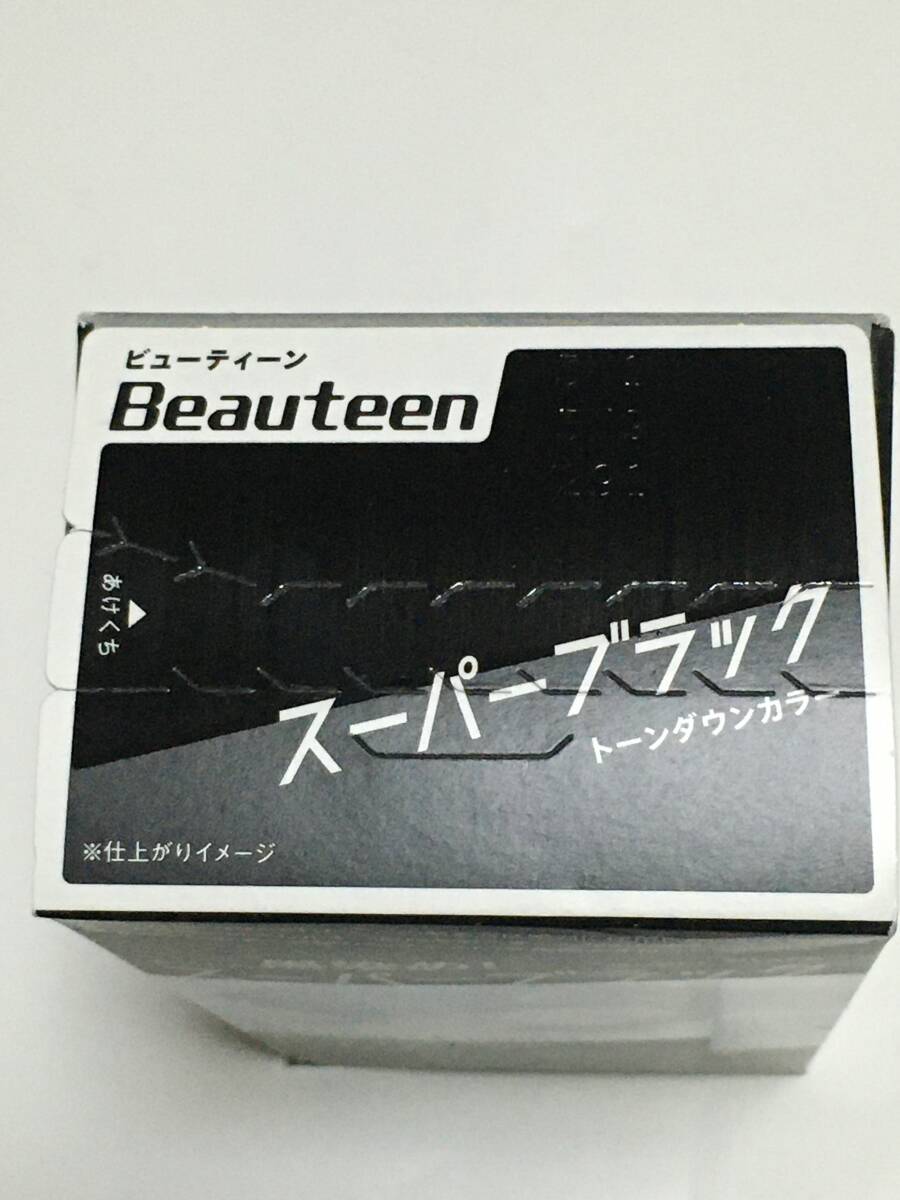 ビューティーン
Beauteen
あけくち
スーパーブラック
トーンダウンカラー
※仕上がりイメージ